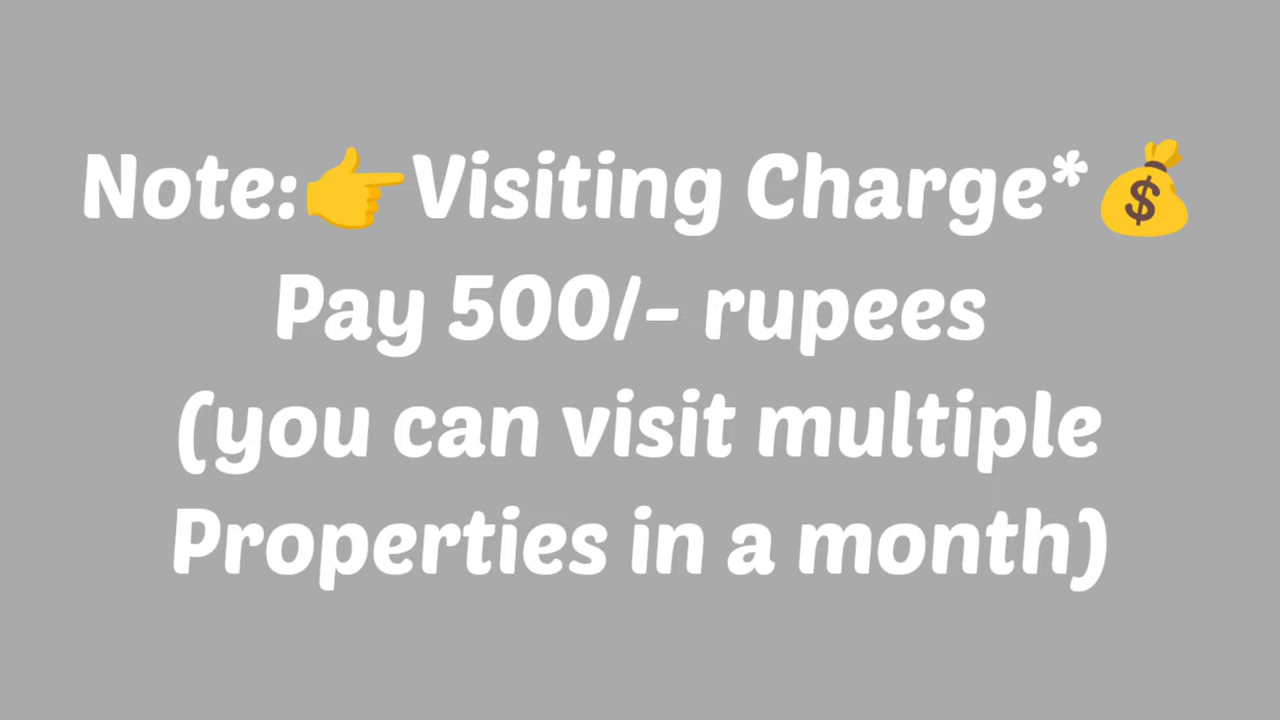 Note:👉Visiting Charge*💰
Pay 500/- rupees
(you can visit multiple
Properties in a month)